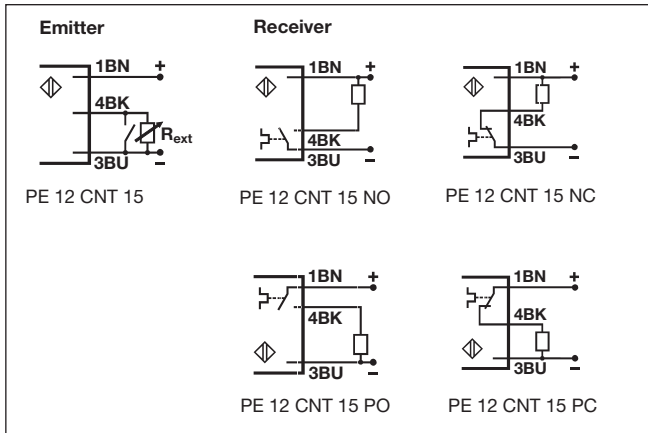 Emitter
1BN +
4BK
Rext
3BU −
PE 12 CNT 15
Receiver
1BN +
4BK
3BU −
PE 12 CNT 15 NO
1BN +
4BK
3BU −
PE 12 CNT 15 NC
1BN +
4BK
3BU −
PE 12 CNT 15 PO
1BN +
4BK
3BU −
PE 12 CNT 15 PC